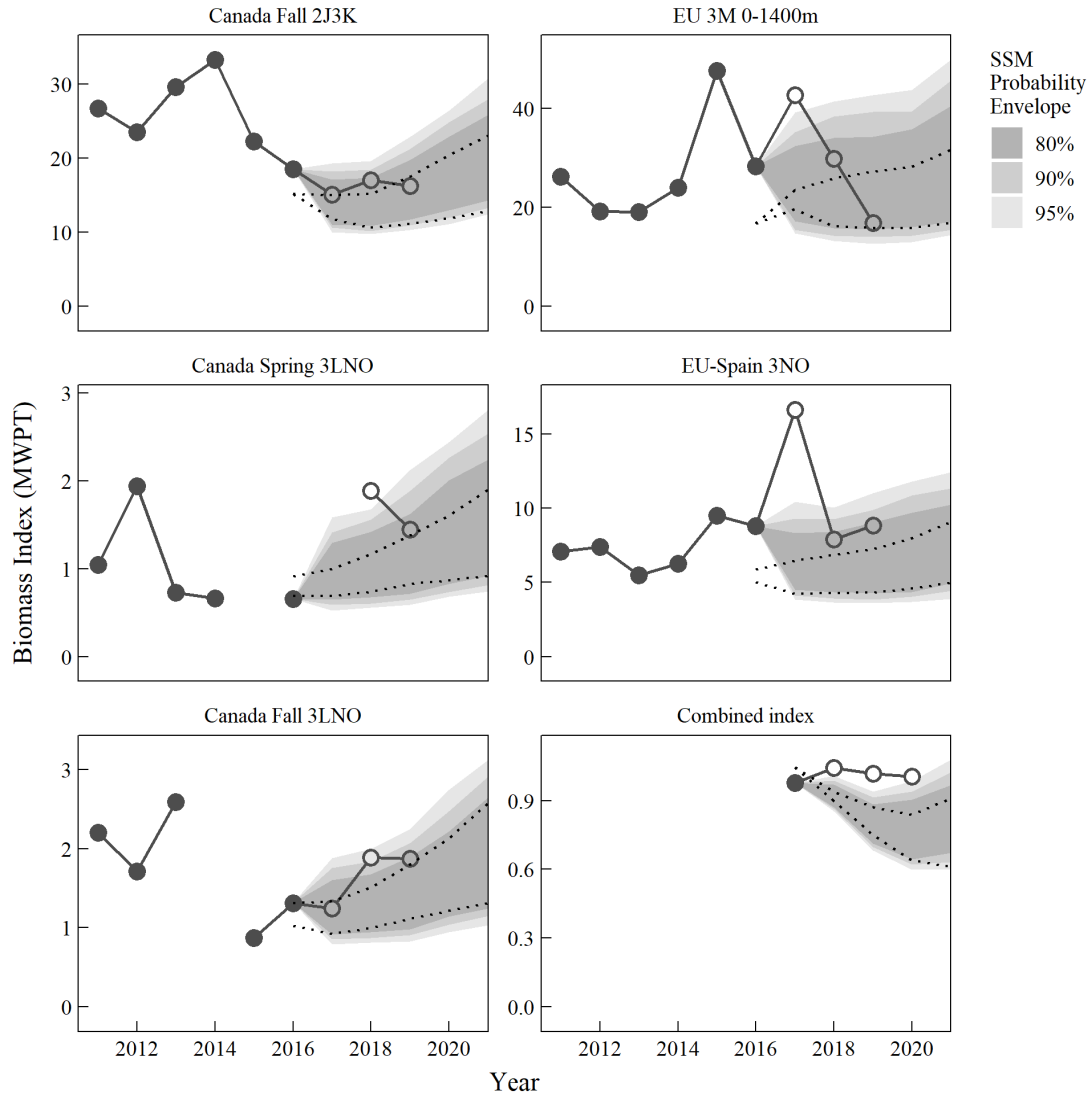 Canada Fall 2J3K
30
20
10
0
EU 3M 0-1400m
40
20
0
SSM
Probability
Envelope
80%
90%
95%
Biomass Index (MWPT)
Canada Spring 3LNO
3
2
1
0
EU-Spain 3NO
15
10
5
0
Canada Fall 3LNO
3
2
1
0
2012 2014 2016 2018 2020
Combined index
0.9
0.6
0.3
0.0
2012 2014 2016 2018 2020
Year